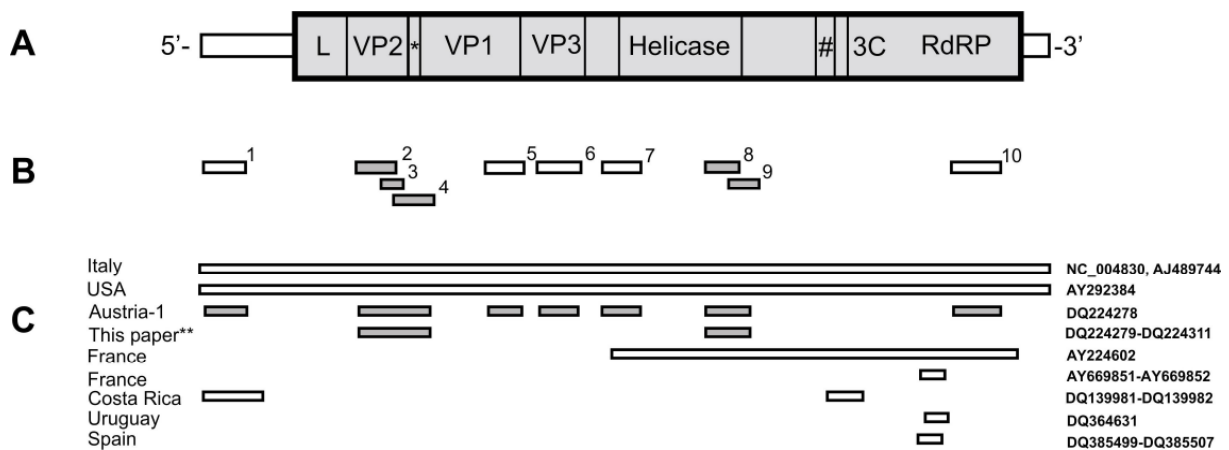 A 5’- L VP2 * VP1 VP3 Helicase # 3C RdRP -3’
B 1 2 3 4 5 6 7 8 9 10
C
Italy NC_004830, AJ489744
USA AY292384
Austria-1 DQ224278
This paper** DQ224279-DQ224311
France AY224602
France AY669851-AY669852
Costa Rica DQ139981-DQ139982
Uruguay DQ364631
Spain DQ385499-DQ385507